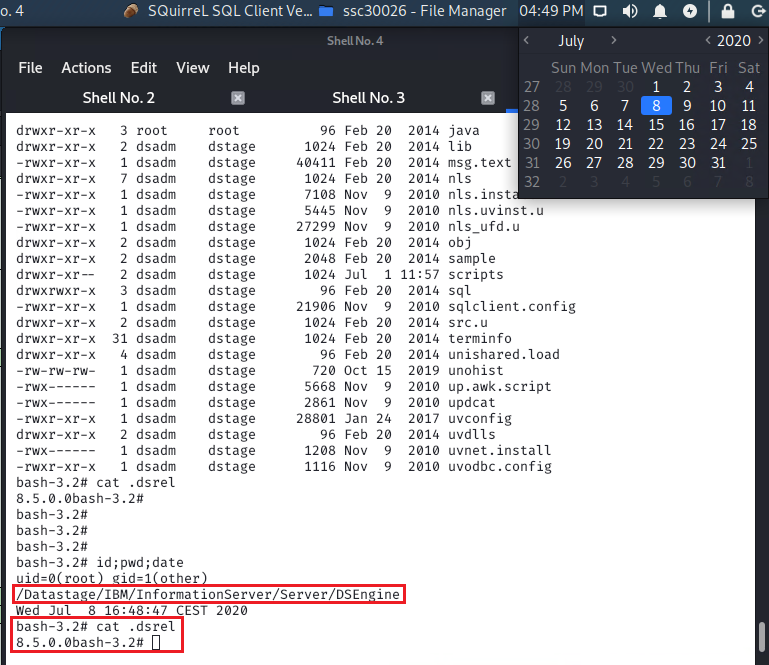 o. 4 SQuirreL SQL Client Ve... ssc30026 - File Manager 04:49 PM
Shell No. 4
File Actions Edit View Help
Shell No. 2 Shell No. 3
July 2020
Sun Mon Tue Wed Thu Fri Sat
27 28 29 30 1 2 3 4
28 5 6 7 8 9 10 11
29 12 13 14 15 16 17 18
30 19 20 21 22 23 24 25
31 26 27 28 29 30 31 1
32 2 3 4 5 6 7 8
drwxr-xr-x 3 root root 96 Feb 20 2014 java
drwxr-xr-x 2 dsadm dstage 1024 Feb 20 2014 lib
-rwxr-xr-x 1 dsadm dstage 40411 Feb 20 2014 msg.text
drwxr-xr-x 7 dsadm dstage 1024 Feb 20 2014 nls
-rwxr-xr-x 1 dsadm dstage 7108 Nov 9 2010 nls.insta
-rwxr-xr-x 1 dsadm dstage 5445 Nov 9 2010 nls.uvinst.u
-rwxr-xr-x 1 dsadm dstage 27299 Nov 9 2010 nls_ufd.u
drwxr-xr-x 2 dsadm dstage 1024 Feb 20 2014 obj
drwxr-xr-x 2 dsadm dstage 2048 Feb 20 2014 sample
drwxr-xr-- 2 dsadm dstage 1024 Jul 1 11:57 scripts
drwxrwxr-x 3 dsadm dstage 96 Feb 20 2014 sql
-rwxr-xr-x 1 dsadm dstage 21906 Nov 9 2010 sqlclient.config
drwxr-xr-x 2 dsadm dstage 1024 Feb 20 2014 src.u
drwxr-xr-x 31 dsadm dstage 1024 Feb 20 2014 terminfo
drwxr-xr-x 4 dsadm dstage 96 Feb 20 2014 unishared.load
-rw-rw-rw- 1 dsadm dstage 720 Oct 15 2019 unohist
-rwx------ 1 dsadm dstage 5668 Nov 9 2010 up.awk.script
-rwx------ 1 dsadm dstage 2861 Nov 9 2010 updcat
-rwxr-xr-x 1 dsadm dstage 28801 Jan 24 2017 uvconfig
drwxr-xr-x 2 dsadm dstage 96 Feb 20 2014 uvdlls
-rwx------ 1 dsadm dstage 1208 Nov 9 2010 uvnet.install
-rwxr-xr-x 1 dsadm dstage 1116 Nov 9 2010 uvodbc.config
bash-3.2# cat .dsrel
8.5.0.0bash-3.2#
bash-3.2#
bash-3.2#
bash-3.2#
bash-3.2# id;pwd;date
uid=0(root) gid=1(other)
/Datastage/IBM/InformationServer/Server/DSEngine
Wed Jul 8 16:48:47 CEST 2020
bash-3.2# cat .dsrel
8.5.0.0bash-3.2#